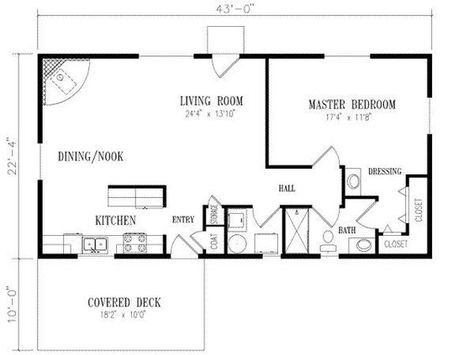 43'-0"
LIVING ROOM
24'4" x 13'10"
MASTER BEDROOM
17'4" x 11'8"
22'-4"
DINING/NOOK
DRESSING
HALL
CLOSET
STORAGE
KITCHEN
ENTRY
COAT
BATH
CLOSET
10'-0"
COVERED DECK
18'2" x 10'0"